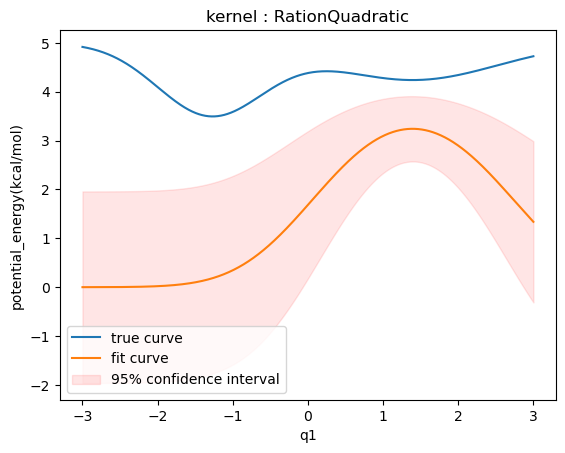 kernel : RationQuadratic
potential_energy(kcal/mol)
5
4
3
2
1
0
−1
−2
true curve
fit curve
95% confidence interval
−3 −2 −1 0 1 2 3
q1